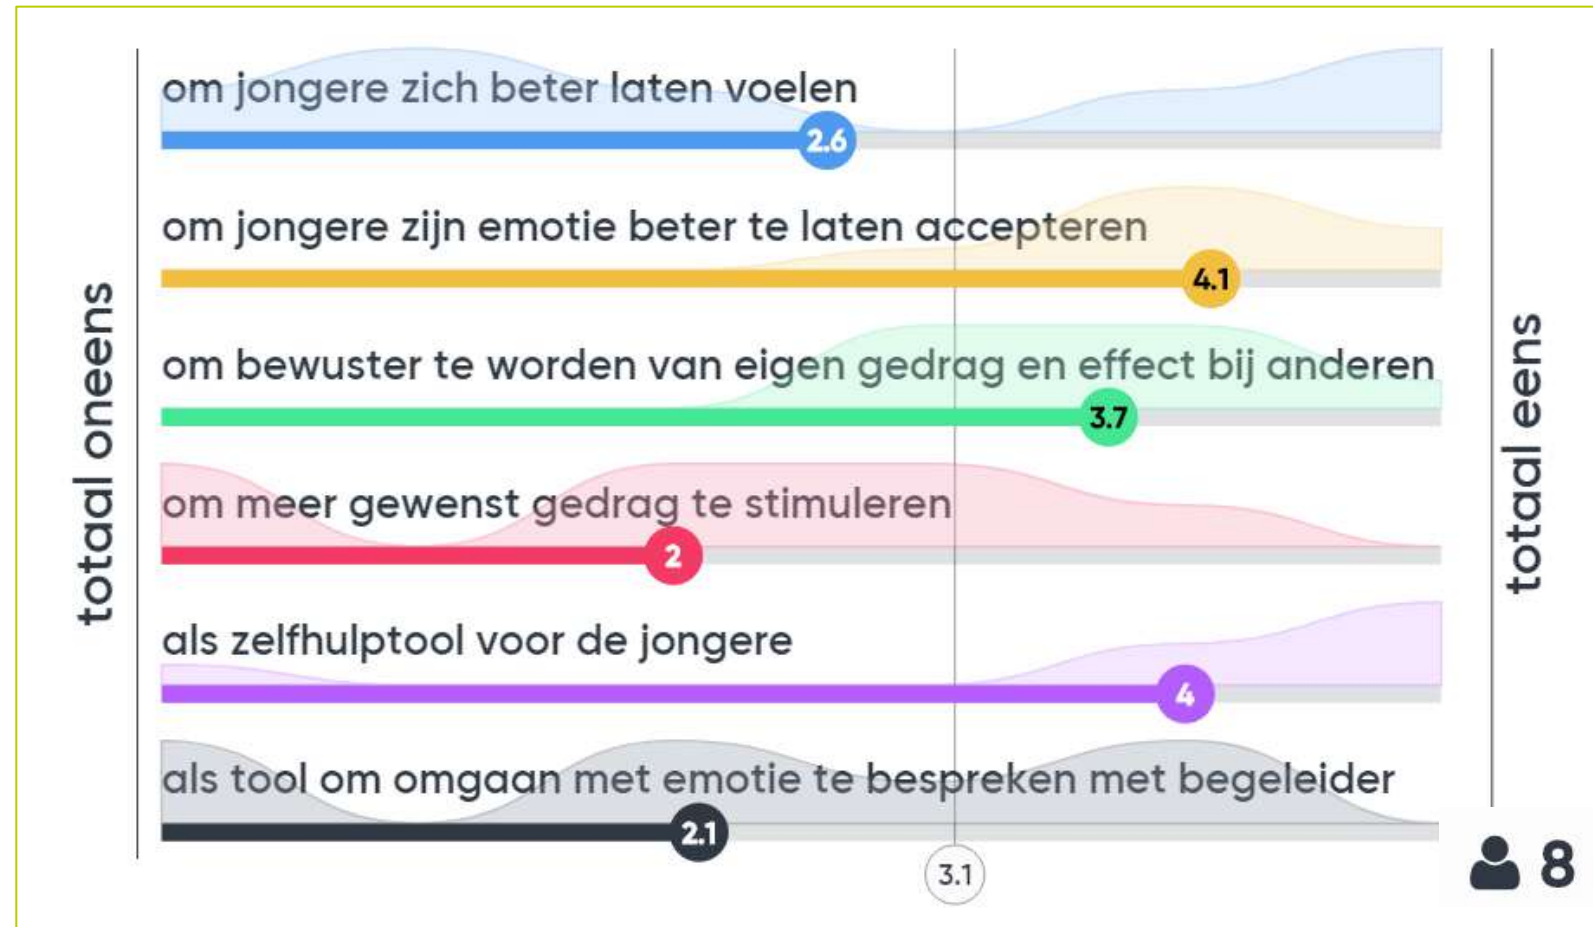 om jongere zich beter laten voelen
2.6
om jongere zijn emotie beter te laten accepteren
4.1
om bewuster te worden van eigen gedrag en effect bij anderen
3.7
om meer gewenst gedrag te stimuleren
2
als zelfhulptool voor de jongere
4
als tool om omgaan met emotie te bespreken met begeleider
2.1
3.1
totaal oneens
totaal eens
8